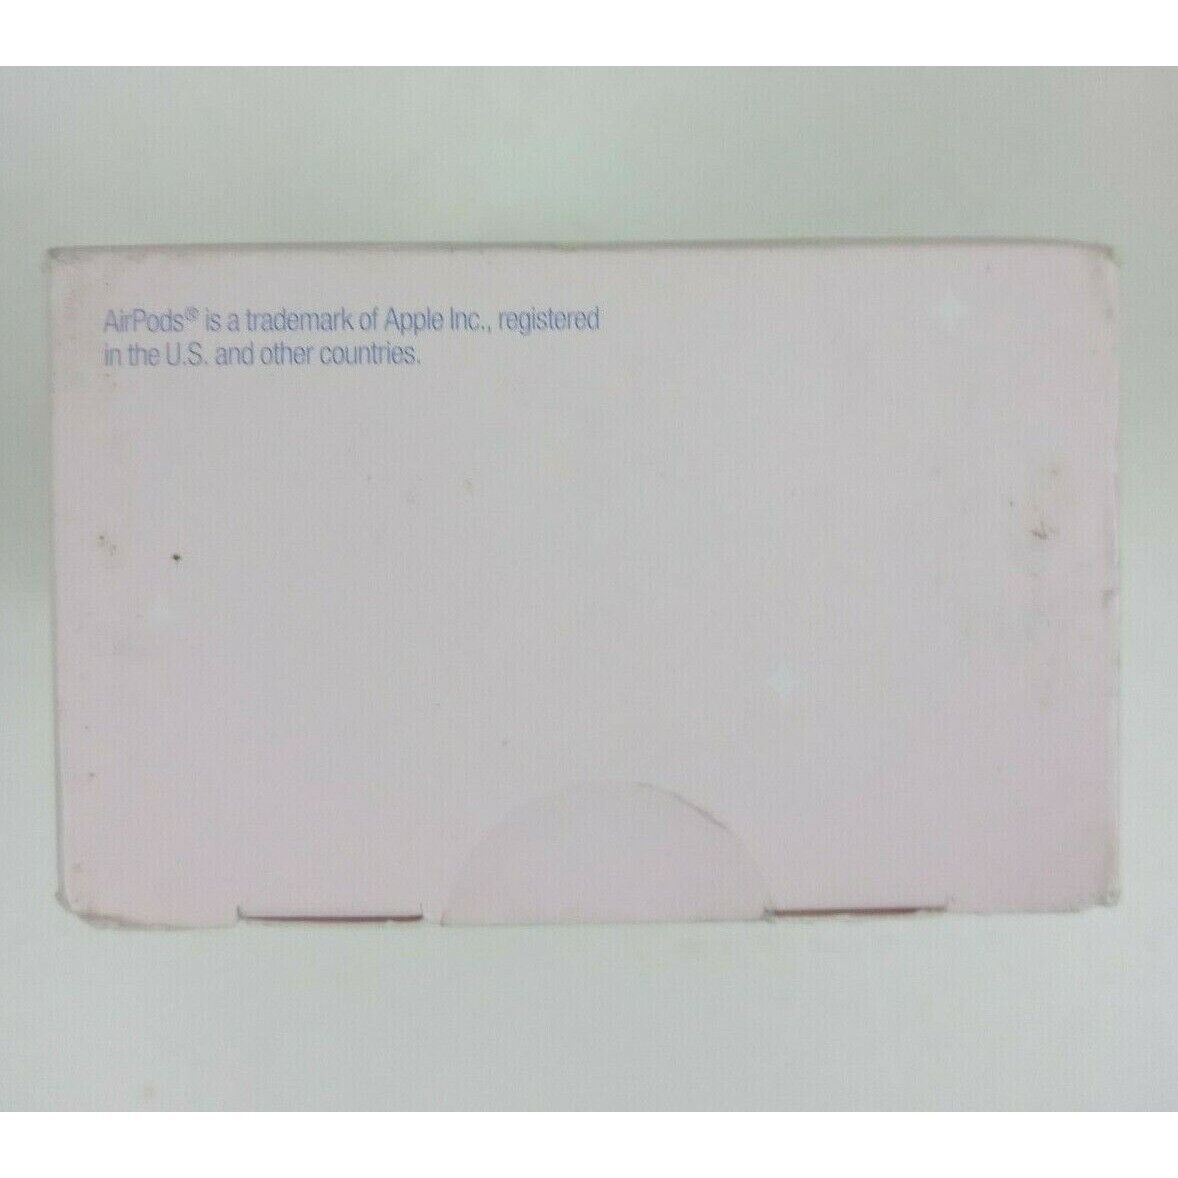 AirPods® is a trademark of Apple Inc., registered
in the U.S. and other countries.